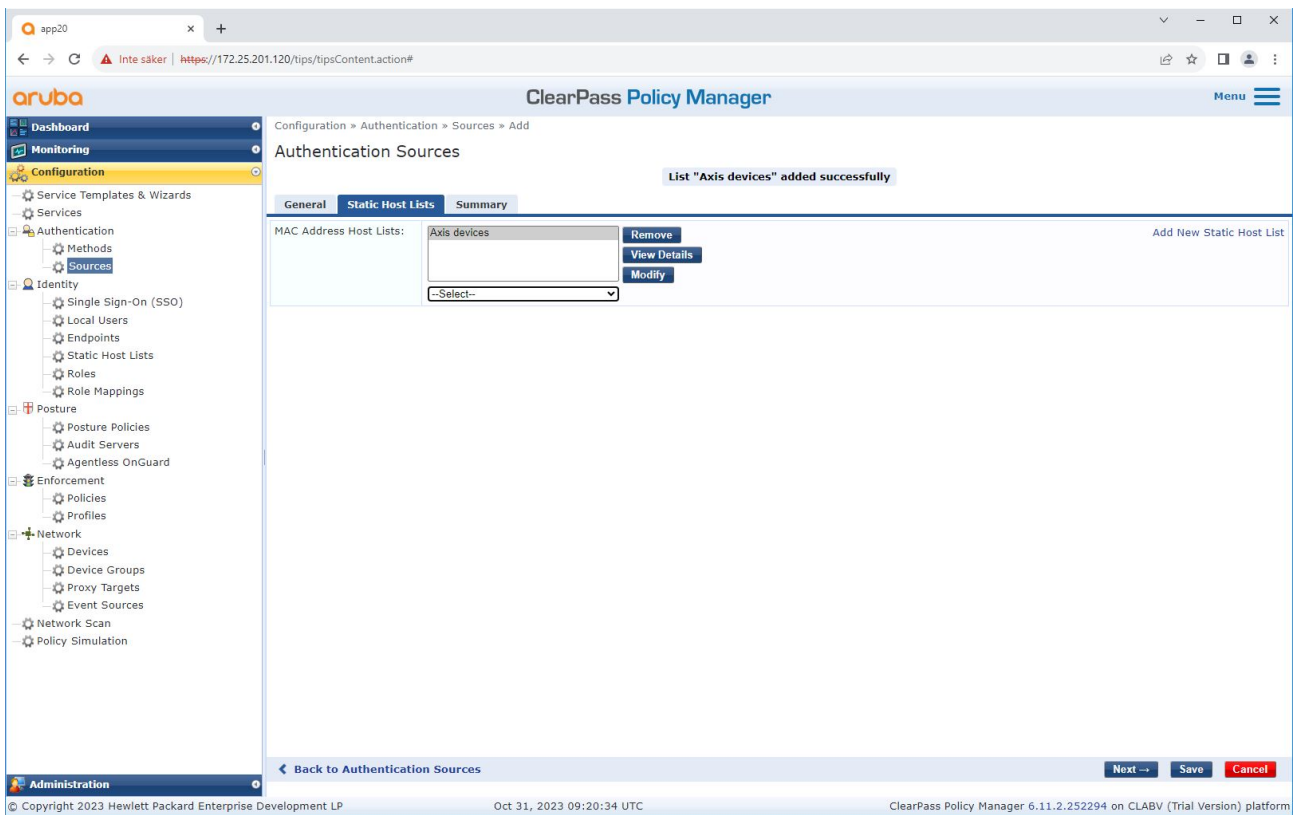 app20
Inte säker | https://172.25.201.120/tips/tipsContent.action#
aruba
ClearPass Policy Manager
Menu
Dashboard
Monitoring
Configuration
Service Templates & Wizards
Services
Authentication
Methods
Sources
Identity
Single Sign-On (SSO)
Local Users
Endpoints
Static Host Lists
Roles
Role Mappings
Posture
Posture Policies
Audit Servers
Agentless OnGuard
Enforcement
Policies
Profiles
Network
Devices
Device Groups
Proxy Targets
Event Sources
Network Scan
Policy Simulation
Administration
Configuration » Authentication » Sources » Add
Authentication Sources
List "Axis devices" added successfully
General Static Host Lists Summary
MAC Address Host Lists:
Axis devices
Remove
View Details
Modify
--Select--
Add New Static Host List
Back to Authentication Sources
Next → Save Cancel
© Copyright 2023 Hewlett Packard Enterprise Development LP Oct 31, 2023 09:20:34 UTC ClearPass Policy Manager 6.11.2.252294 on CLABV (Trial Version) platform